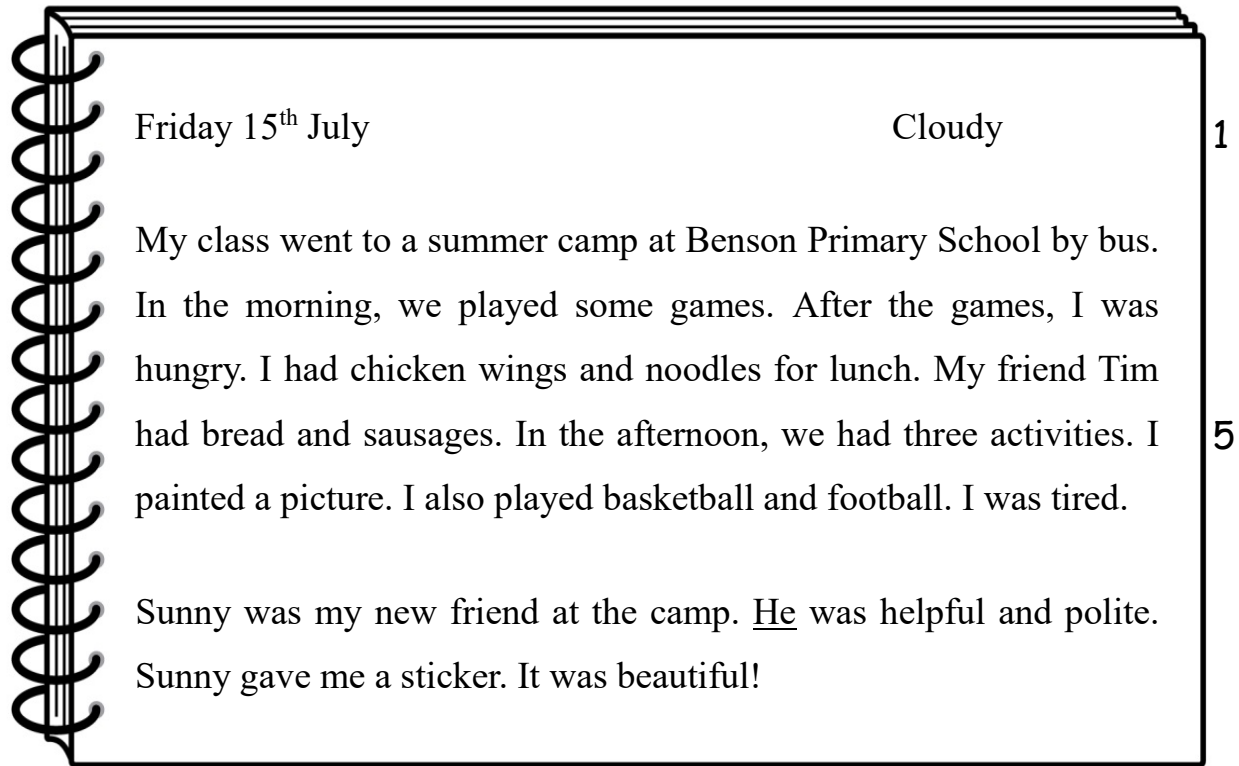 Friday 15th July Cloudy 1
My class went to a summer camp at Benson Primary School by bus.
In the morning, we played some games. After the games, I was
hungry. I had chicken wings and noodles for lunch. My friend Tim
had bread and sausages. In the afternoon, we had three activities. I 5
painted a picture. I also played basketball and football. I was tired.
Sunny was my new friend at the camp. He was helpful and polite.
Sunny gave me a sticker. It was beautiful!